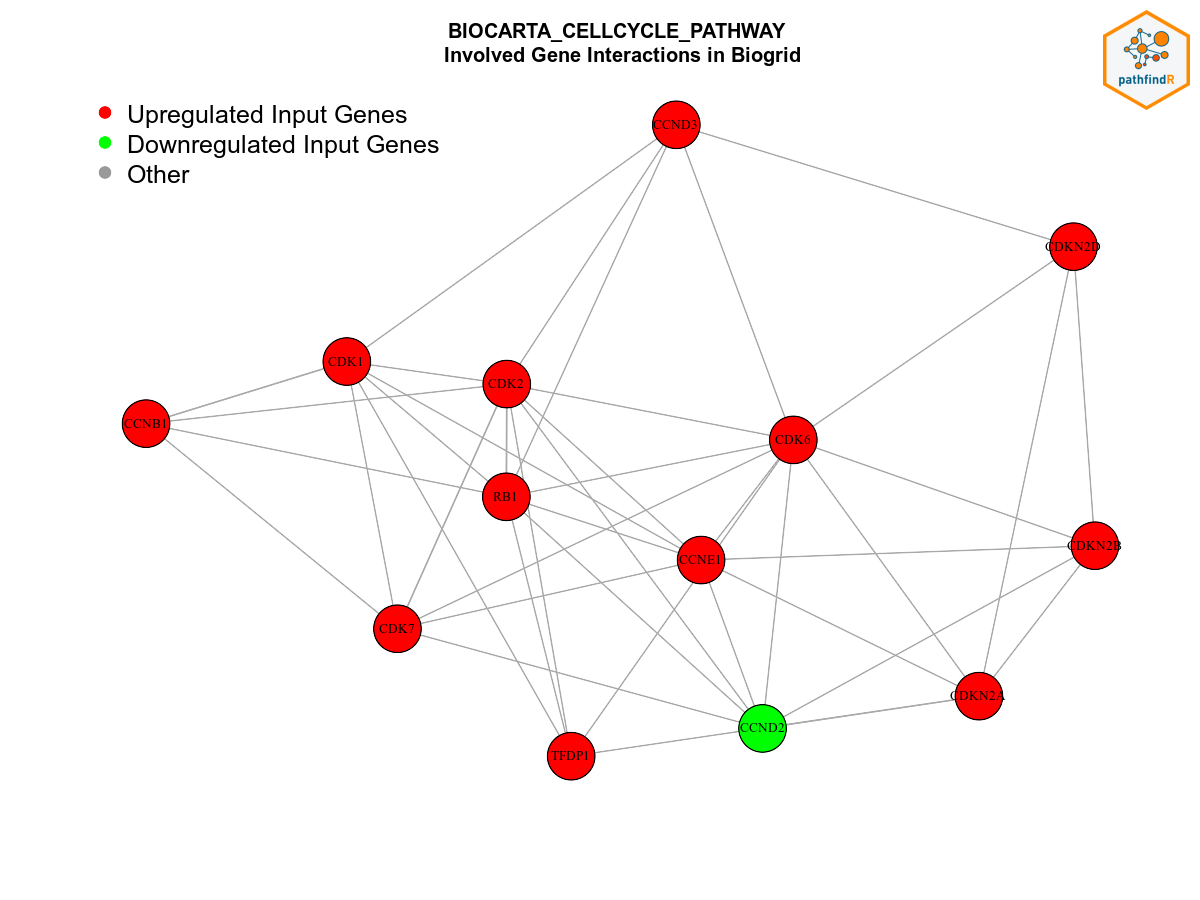 BIOCARTA_CELLCYCLE_PATHWAY
Involved Gene Interactions in Biogrid
pathfindR
Upregulated Input Genes
Downregulated Input Genes
Other
CCND3
CDKN2D
CDK1
CDK2
CCNB1
CDK6
RB1
CCNE1
CDKN2B
CDK7
CDKN2A
CCND2
TFDP1